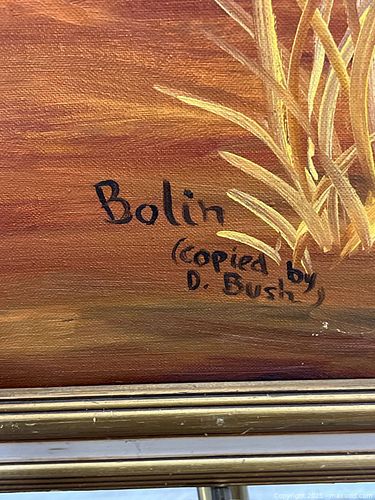 Bolin
(copied by
D. Bush)